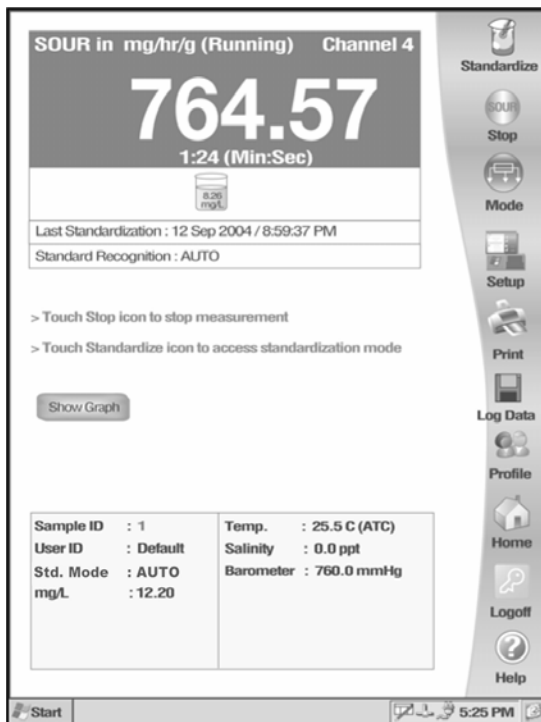 SOUR in mg/hr/g (Running) Channel 4
764.57
1:24 (Min:Sec)
8.26
mg/L
Last Standardization : 12 Sep 2004 / 8:59:37 PM
Standard Recognition : AUTO
> Touch Stop icon to stop measurement
> Touch Standardize icon to access standardization mode
Show Graph
Sample ID : 1
User ID : Default
Std. Mode : AUTO
mg/L : 12.20
Temp. : 25.5 C (ATC)
Salinity : 0.0 ppt
Barometer : 760.0 mmHg
Standardize
SOUR
Stop
Mode
Setup
Print
Log Data
Profile
Home
Logoff
Help
Start
5:25 PM